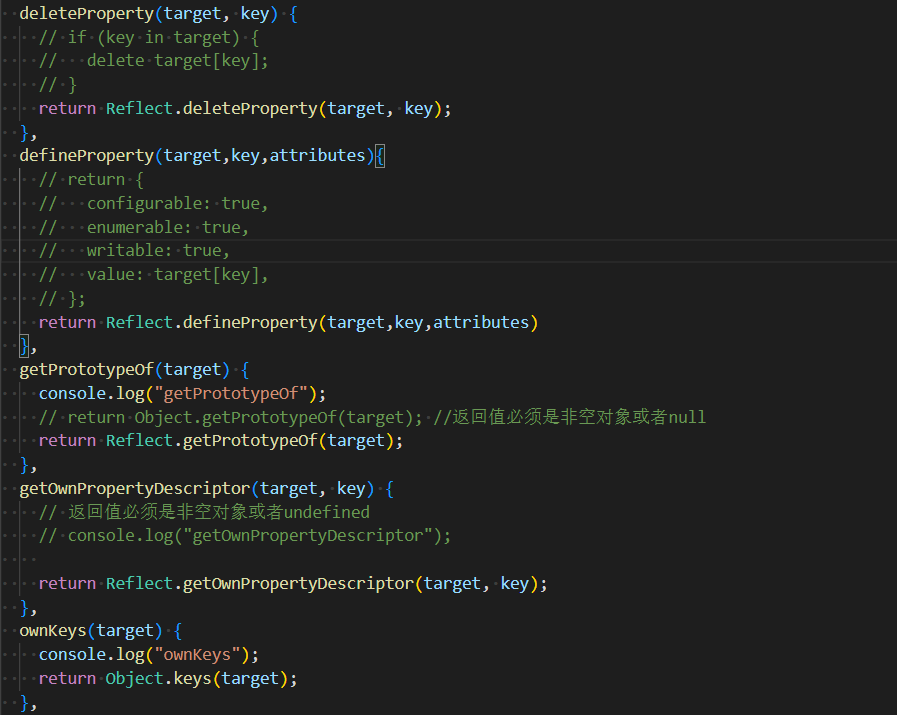 deleteProperty(target, key) {
// if (key in target) {
//   delete target[key];
// }
return Reflect.deleteProperty(target, key);
},
defineProperty(target,key,attributes){
// return {
//   configurable: true,
//   enumerable: true,
//   writable: true,
//   value: target[key],
// };
return Reflect.defineProperty(target,key,attributes)
},
getPrototypeOf(target) {
console.log("getPrototypeOf");
// return Object.getPrototypeOf(target); //返回值必须是非空对象或者null
return Reflect.getPrototypeOf(target);
},
getOwnPropertyDescriptor(target, key) {
// 返回值必须是非空对象或者undefined
// console.log("getOwnPropertyDescriptor");
return Reflect.getOwnPropertyDescriptor(target, key);
},
ownKeys(target) {
console.log("ownKeys");
return Object.keys(target);
},